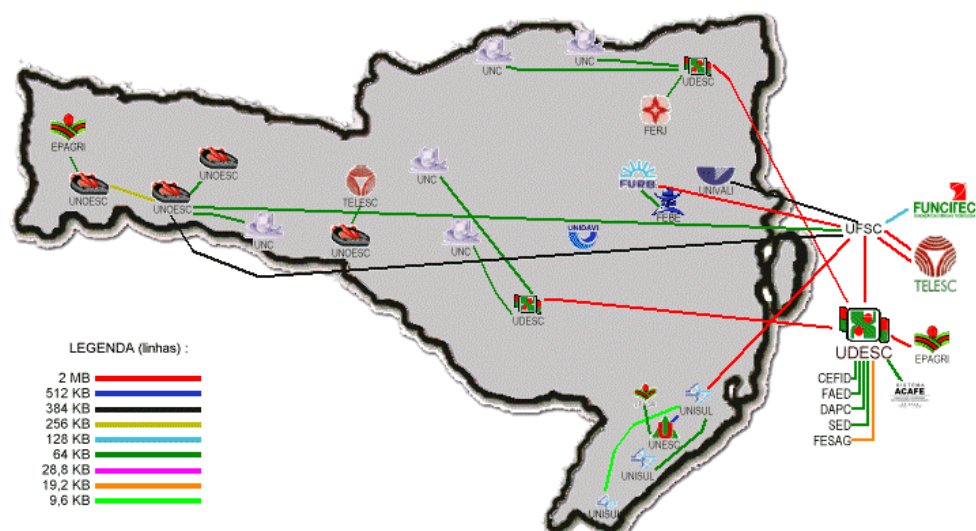 UNC
UNC
UDESC
FERJ
EPAGRI
UNOESC
UNOESC
UNOESC
TELESC
UNOESC
UNC
UNC
UNC
FURB
FEBE
UNIVALI
UNIDAVI
UFSC
FUNCITEC
TELESC
UDESC
UDESC
EPAGRI
SISTEMA
ACAFE
CEFID
FAED
DAPC
SED
FESAG
UNISUL
UNESC
UNISUL
UNISUL
LEGENDA (linhas) :
2 MB
512 KB
384 KB
256 KB
128 KB
64 KB
28,8 KB
19,2 KB
9,6 KB